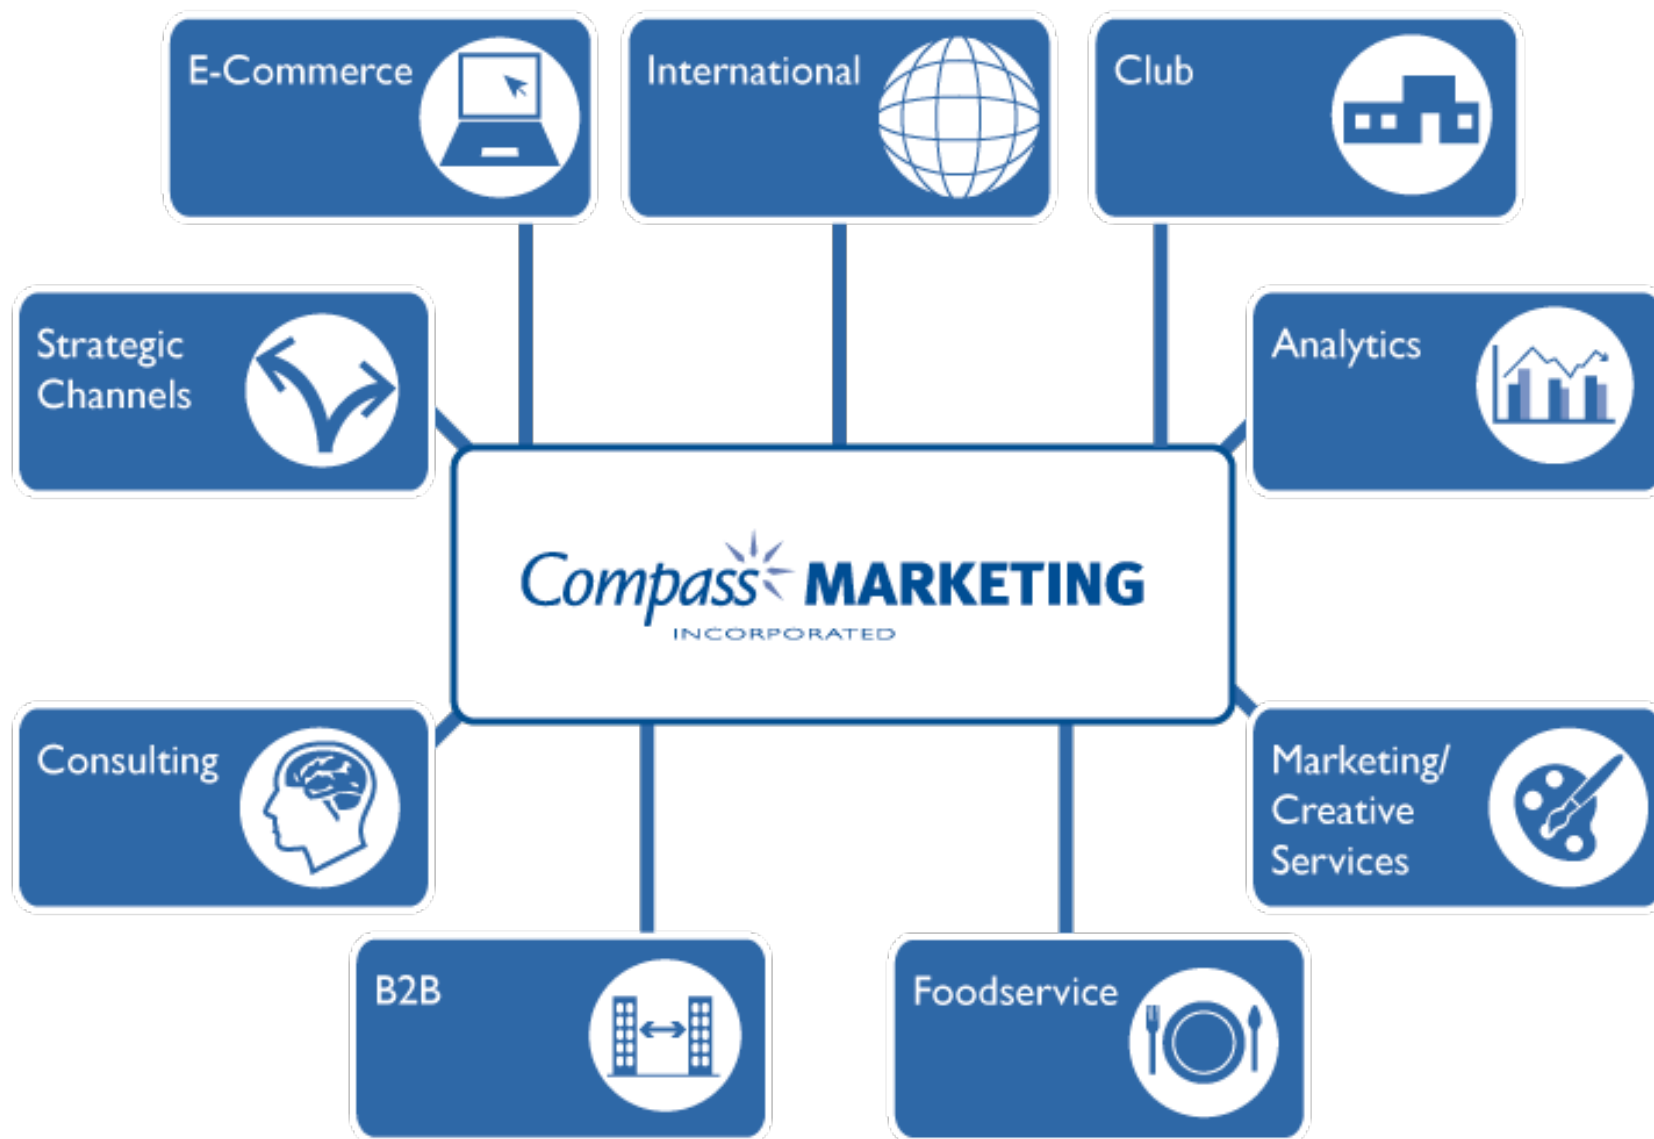 E-Commerce
International
Club
Strategic
Channels
Analytics
Compass MARKETING
INCORPORATED
Consulting
Marketing/
Creative
Services
B2B
Foodservice